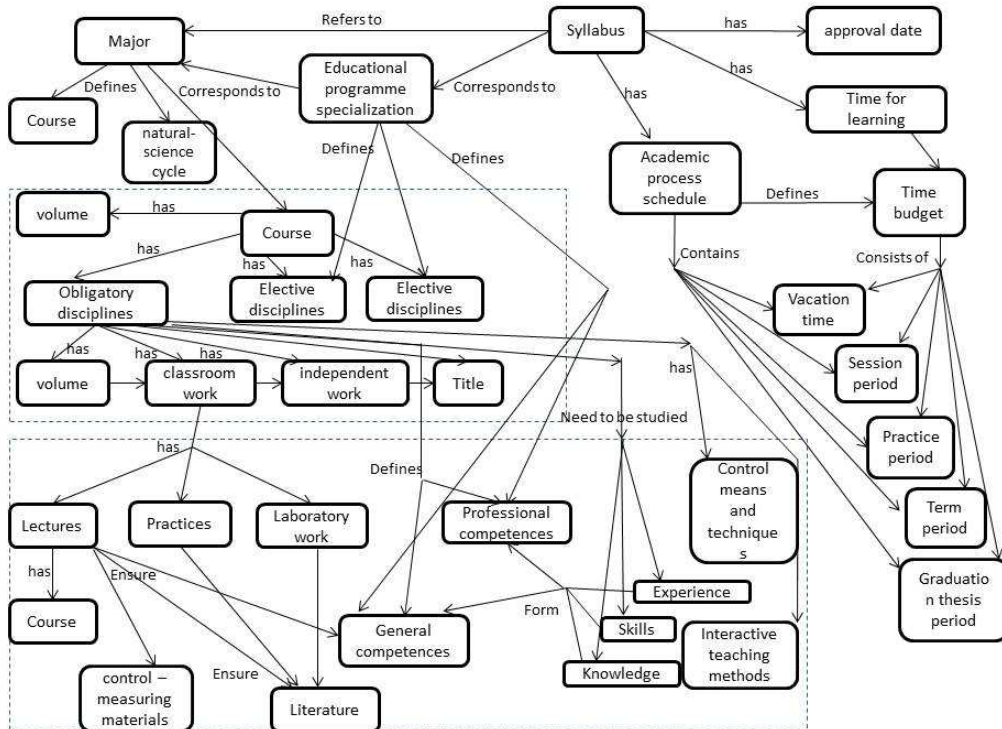 Refers to
Major
Syllabus
has
approval date
has
Educational
programme
specialization
Defines
Corresponds to
Corresponds to
has
Course
natural-
science
cycle
Time for
learning
Defines
Defines
Academic
process
schedule
Defines
Time
budget
volume
has
Course
has
has
has
Contains
Consists of
Obligatory
disciplines
Elective
disciplines
Elective
disciplines
Vacation
time
has
has
has
volume
classroom
work
independent
work
Title
has
Session
period
Need to be studied
has
Defines
Practice
period
Control
means
and
technique
s
Lectures
Practices
Laboratory
work
Professional
competences
Term
period
has
Ensure
Graduatio
n thesis
period
Experience
Form
Course
General
competences
Skills
Interactive
teaching
methods
Knowledge
Ensure
control –
measuring
materials
Literature